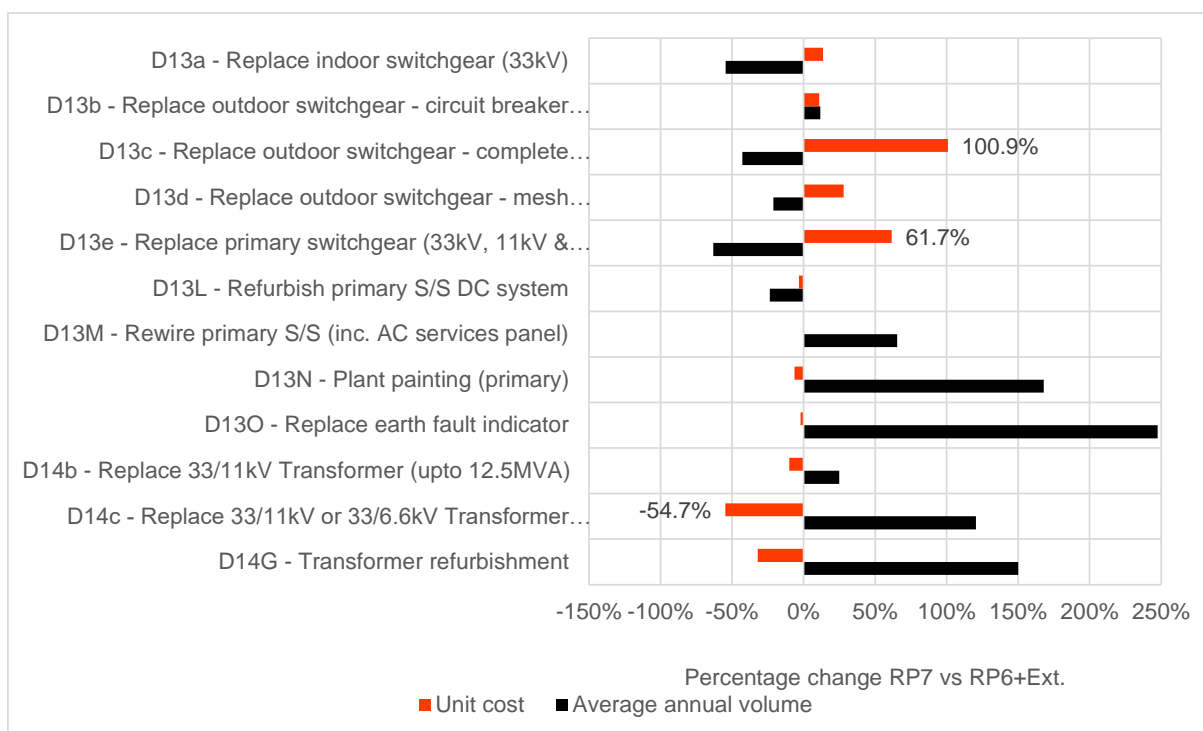 D13a - Replace indoor switchgear (33kV)
D13b - Replace outdoor switchgear - circuit breaker…
D13c - Replace outdoor switchgear - complete…
100.9%
D13d - Replace outdoor switchgear - mesh…
D13e - Replace primary switchgear (33kV, 11kV &…
61.7%
D13L - Refurbish primary S/S DC system
D13M - Rewire primary S/S (inc. AC services panel)
D13N - Plant painting (primary)
D13O - Replace earth fault indicator
D14b - Replace 33/11kV Transformer (upto 12.5MVA)
D14c - Replace 33/11kV or 33/6.6kV Transformer…
-54.7%
D14G - Transformer refurbishment
-150% -100% -50% 0% 50% 100% 150% 200% 250%
Percentage change RP7 vs RP6+Ext.
Unit cost Average annual volume